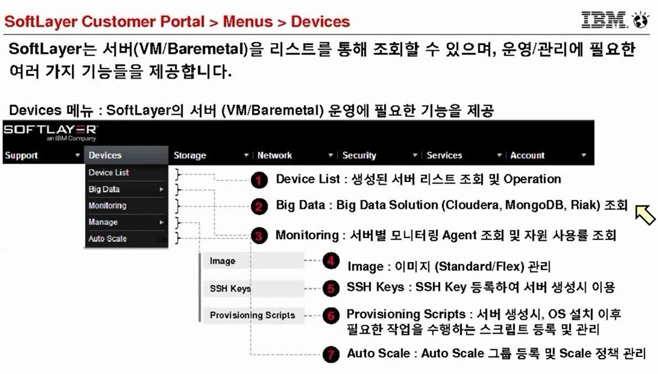 SoftLayer Customer Portal > Menus > Devices
IBM
SoftLayer는 서버(VM/Baremetal)을 리스트를 통해 조회할 수 있으며, 운영/관리에 필요한
여러 가지 기능들을 제공합니다.
Devices 메뉴 : SoftLayer의 서버 (VM/Baremetal) 운영에 필요한 기능을 제공
SOFTLAYER
an IBM Company
Support Devices Storage Network Security Services Account
Device List
Big Data
Monitoring
Manage
Auto Scale
1 Device List : 생성된 서버 리스트 조회 및 Operation
2 Big Data : Big Data Solution (Cloudera, MongoDB, Riak) 조회
3 Monitoring : 서버별 모니터링 Agent 조회 및 자원 사용률 조회
Image
4 Image : 이미지 (Standard/Flex) 관리
SSH Keys
5 SSH Keys : SSH Key 등록하여 서버 생성시 이용
Provisioning Scripts
6 Provisioning Scripts : 서버 생성시, OS 설치 이후
필요한 작업을 수행하는 스크립트 등록 및 관리
7 Auto Scale : Auto Scale 그룹 등록 및 Scale 정책 관리